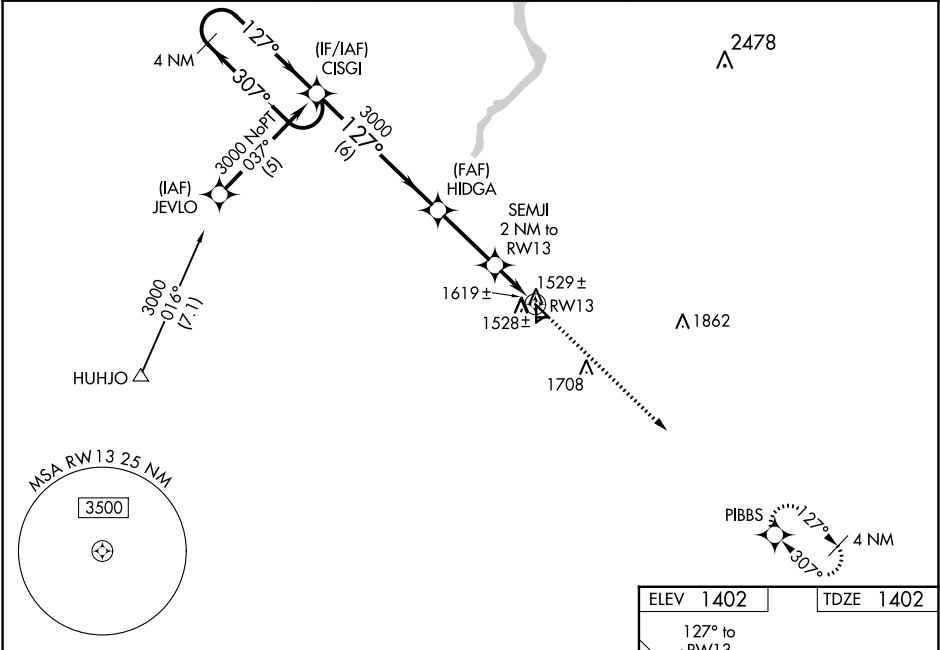 2478
(IF/IAF)
CISGI
127°
4 NM
307°
3000
127°
(6)
3000 NoPT
037°
(5)
(IAF)
JEVLO
(FAF)
HIDGA
SEMJI
2 NM to
RW13
1529 ±
1619 ±
RW13
1528 ±
1862
3000
016°
(7.1)
HUHJO
1708
MSA RW13 25 NM
3500
PIBBS
127°
4 NM
307°
ELEV 1402
TDZE 1402
127° to
RW13